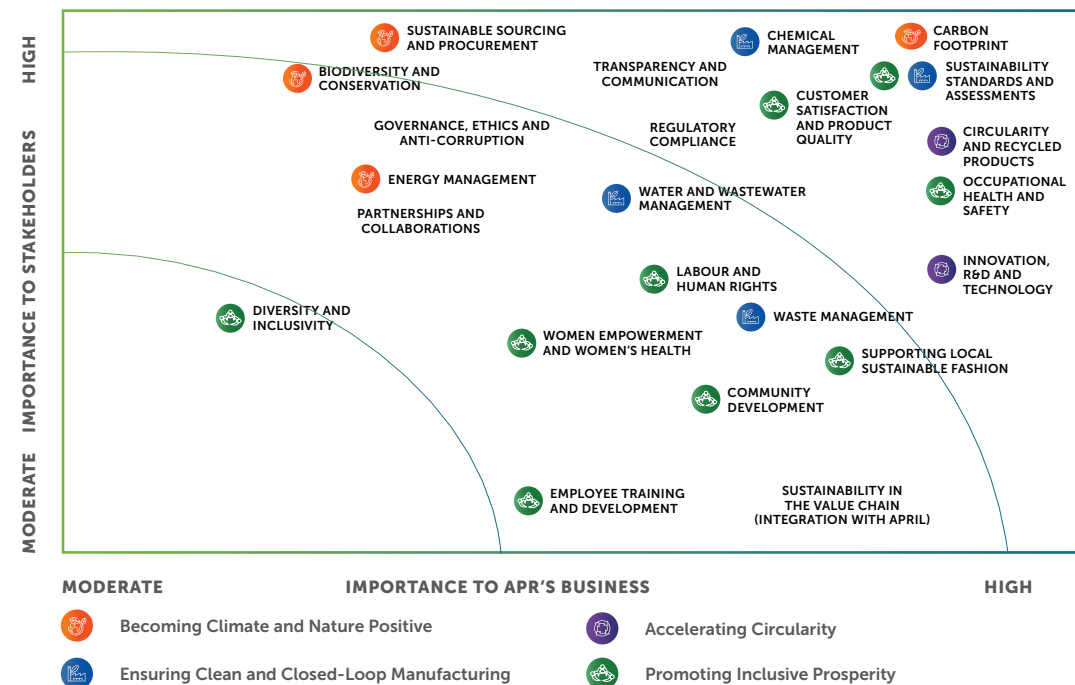 HIGH
IMPORTANCE TO STAKEHOLDERS
MODERATE
SUSTAINABLE SOURCING
AND PROCUREMENT
BIODIVERSITY AND
CONSERVATION
GOVERNANCE, ETHICS AND
ANTI-CORRUPTION
ENERGY MANAGEMENT
PARTNERSHIPS AND
COLLABORATIONS
DIVERSITY AND
INCLUSIVITY
CHEMICAL
MANAGEMENT
TRANSPARENCY AND
COMMUNICATION
CUSTOMER
SATISFACTION
AND PRODUCT
QUALITY
REGULATORY
COMPLIANCE
WATER AND WASTEWATER
MANAGEMENT
CARBON
FOOTPRINT
SUSTAINABILITY
STANDARDS AND
ASSESSMENTS
CIRCULARITY
AND RECYCLED
PRODUCTS
OCCUPATIONAL
HEALTH AND
SAFETY
INNOVATION,
R&D AND
TECHNOLOGY
LABOUR AND
HUMAN RIGHTS
WASTE MANAGEMENT
WOMEN EMPOWERMENT
AND WOMEN'S HEALTH
SUPPORTING LOCAL
SUSTAINABLE FASHION
COMMUNITY
DEVELOPMENT
EMPLOYEE TRAINING
AND DEVELOPMENT
SUSTAINABILITY IN
THE VALUE CHAIN
(INTEGRATION WITH APRIL)
MODERATE
IMPORTANCE TO APR'S BUSINESS
HIGH
Becoming Climate and Nature Positive
Accelerating Circularity
Ensuring Clean and Closed-Loop Manufacturing
Promoting Inclusive Prosperity